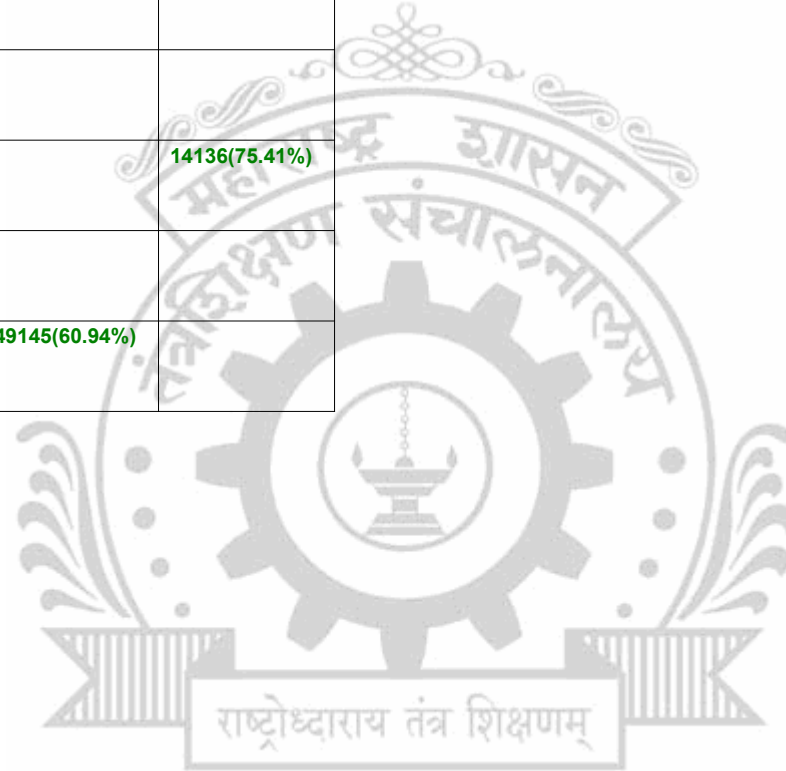 महाराष्ट्र शासन
14136(75.41%)
तंत्रशिक्षण संचालनालय
49145(60.94%)
राष्ट्रोध्दाराय तंत्र शिक्षणम्